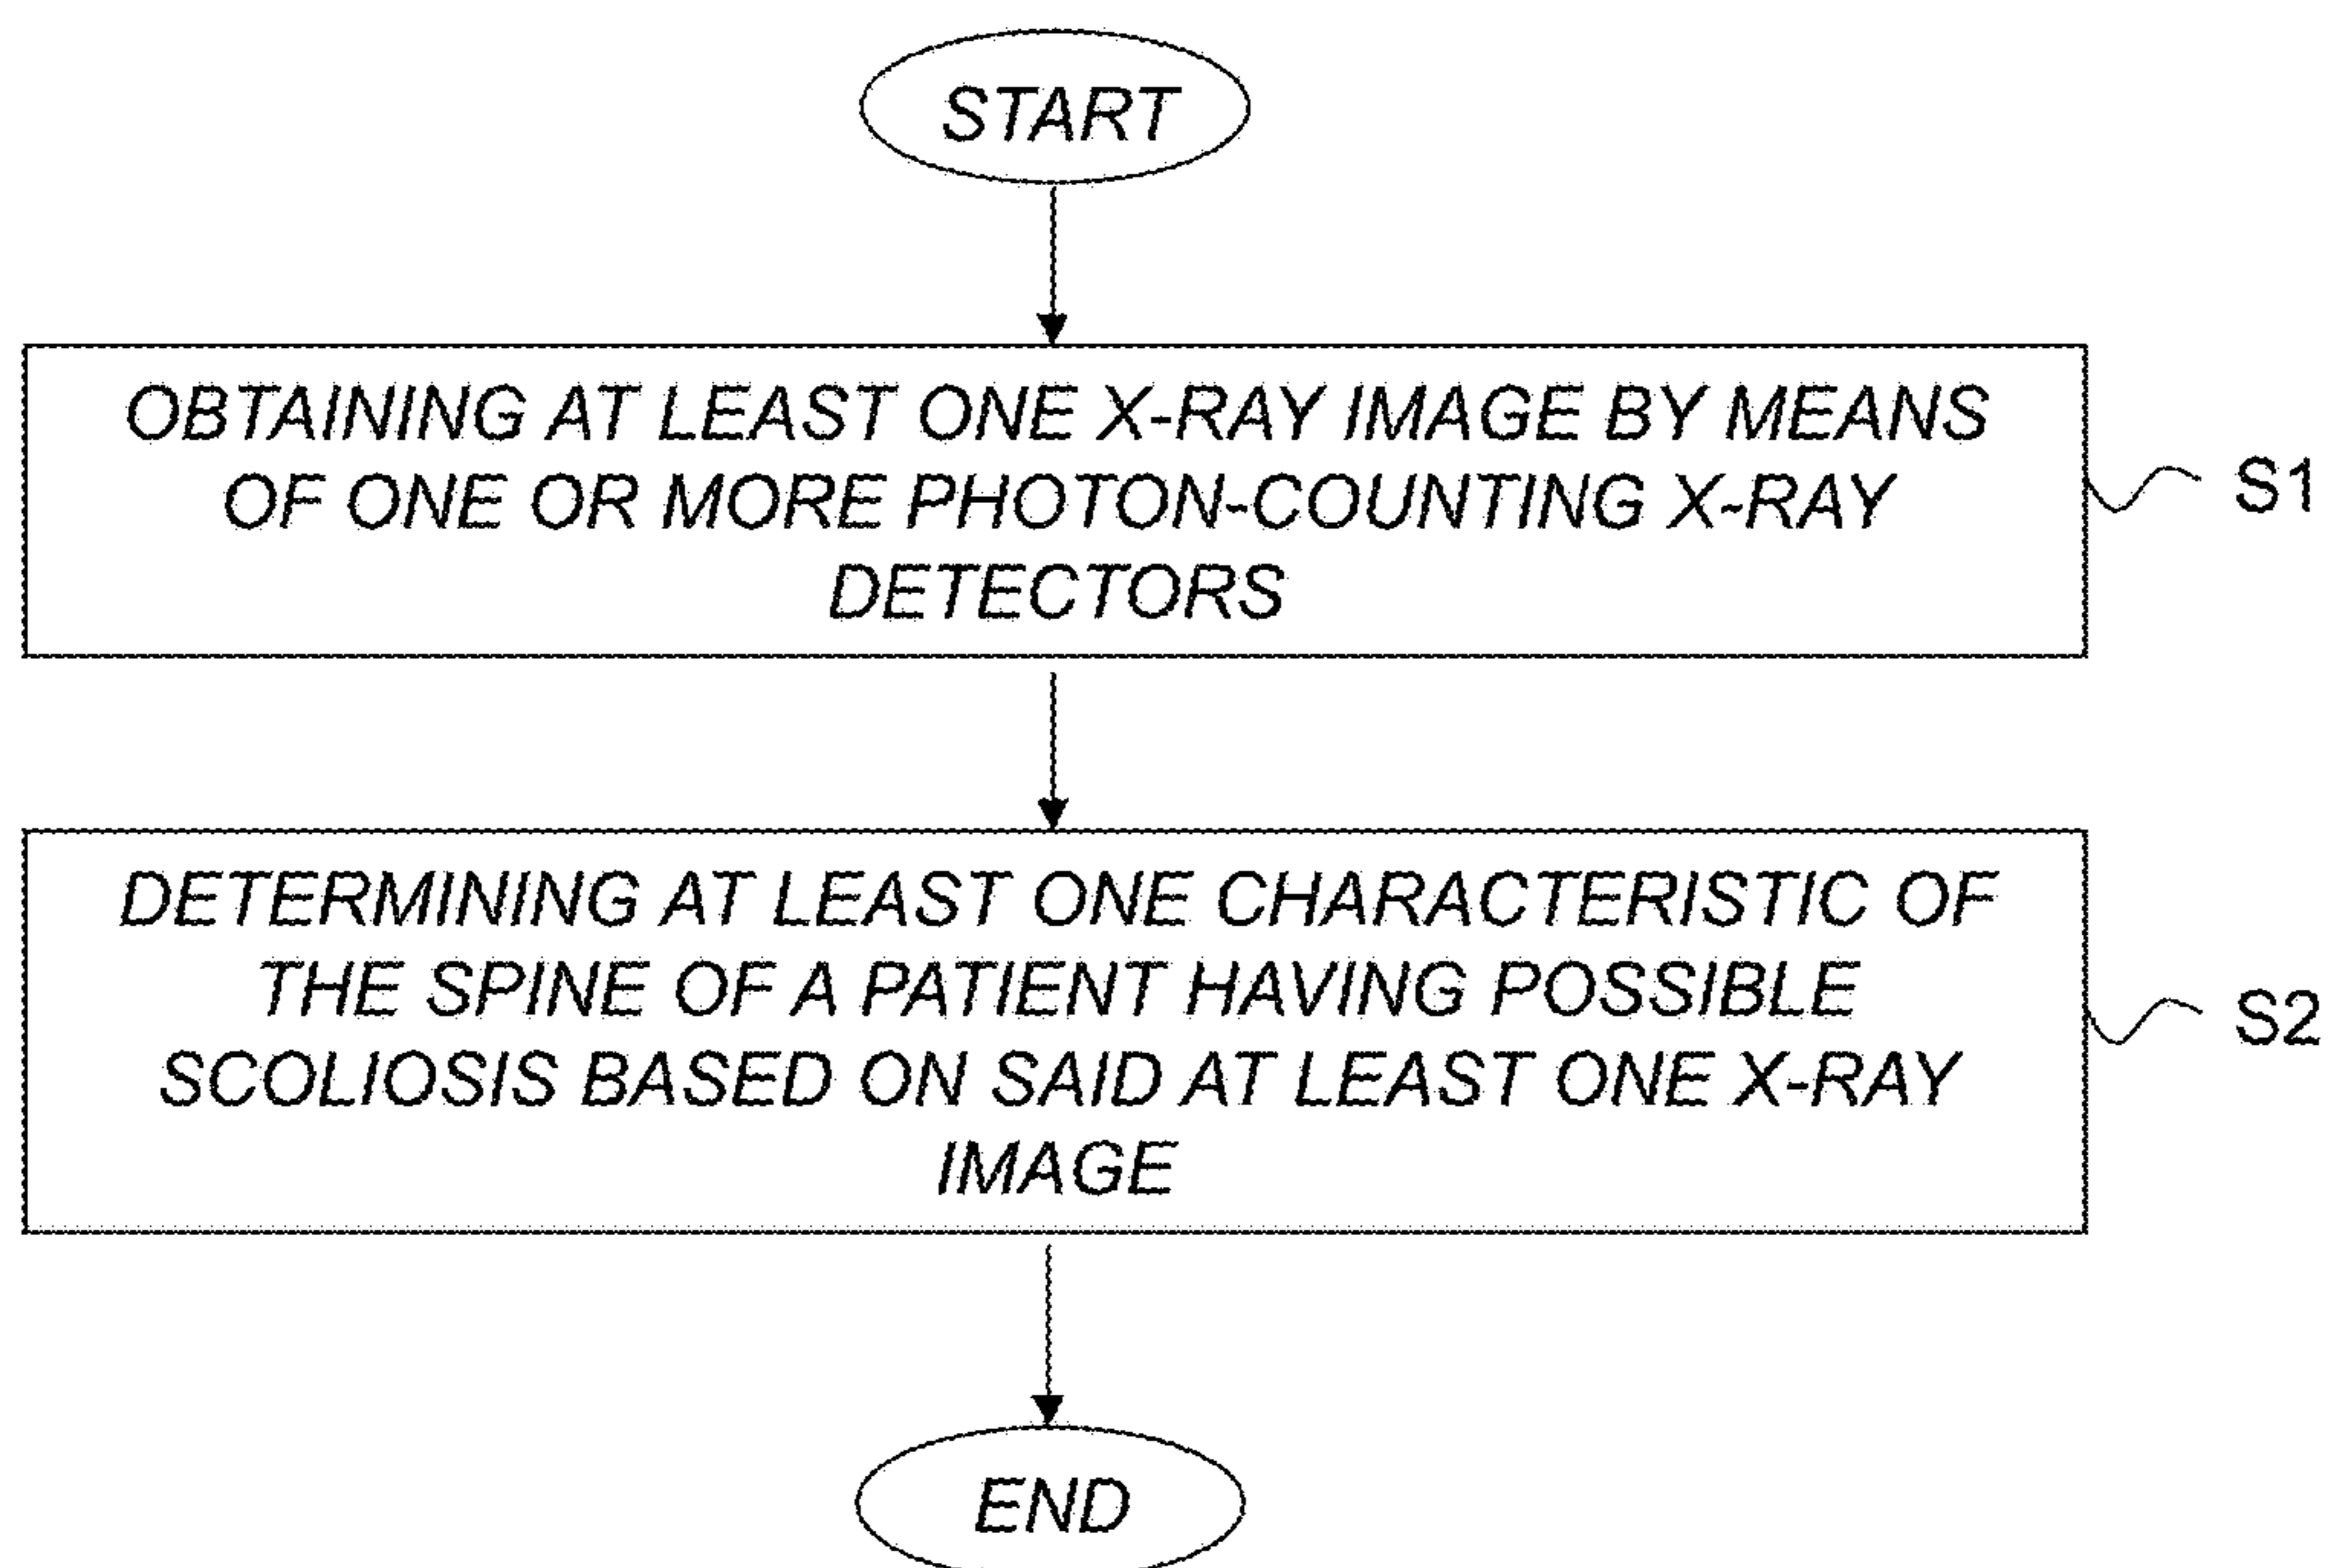 START
OBTAINING AT LEAST ONE X-RAY IMAGE BY MEANS
OF ONE OR MORE PHOTON-COUNTING X-RAY
DETECTORS
S1
DETERMINING AT LEAST ONE CHARACTERISTIC OF
THE SPINE OF A PATIENT HAVING POSSIBLE
SCOLIOSIS BASED ON SAID AT LEAST ONE X-RAY
IMAGE
S2
END